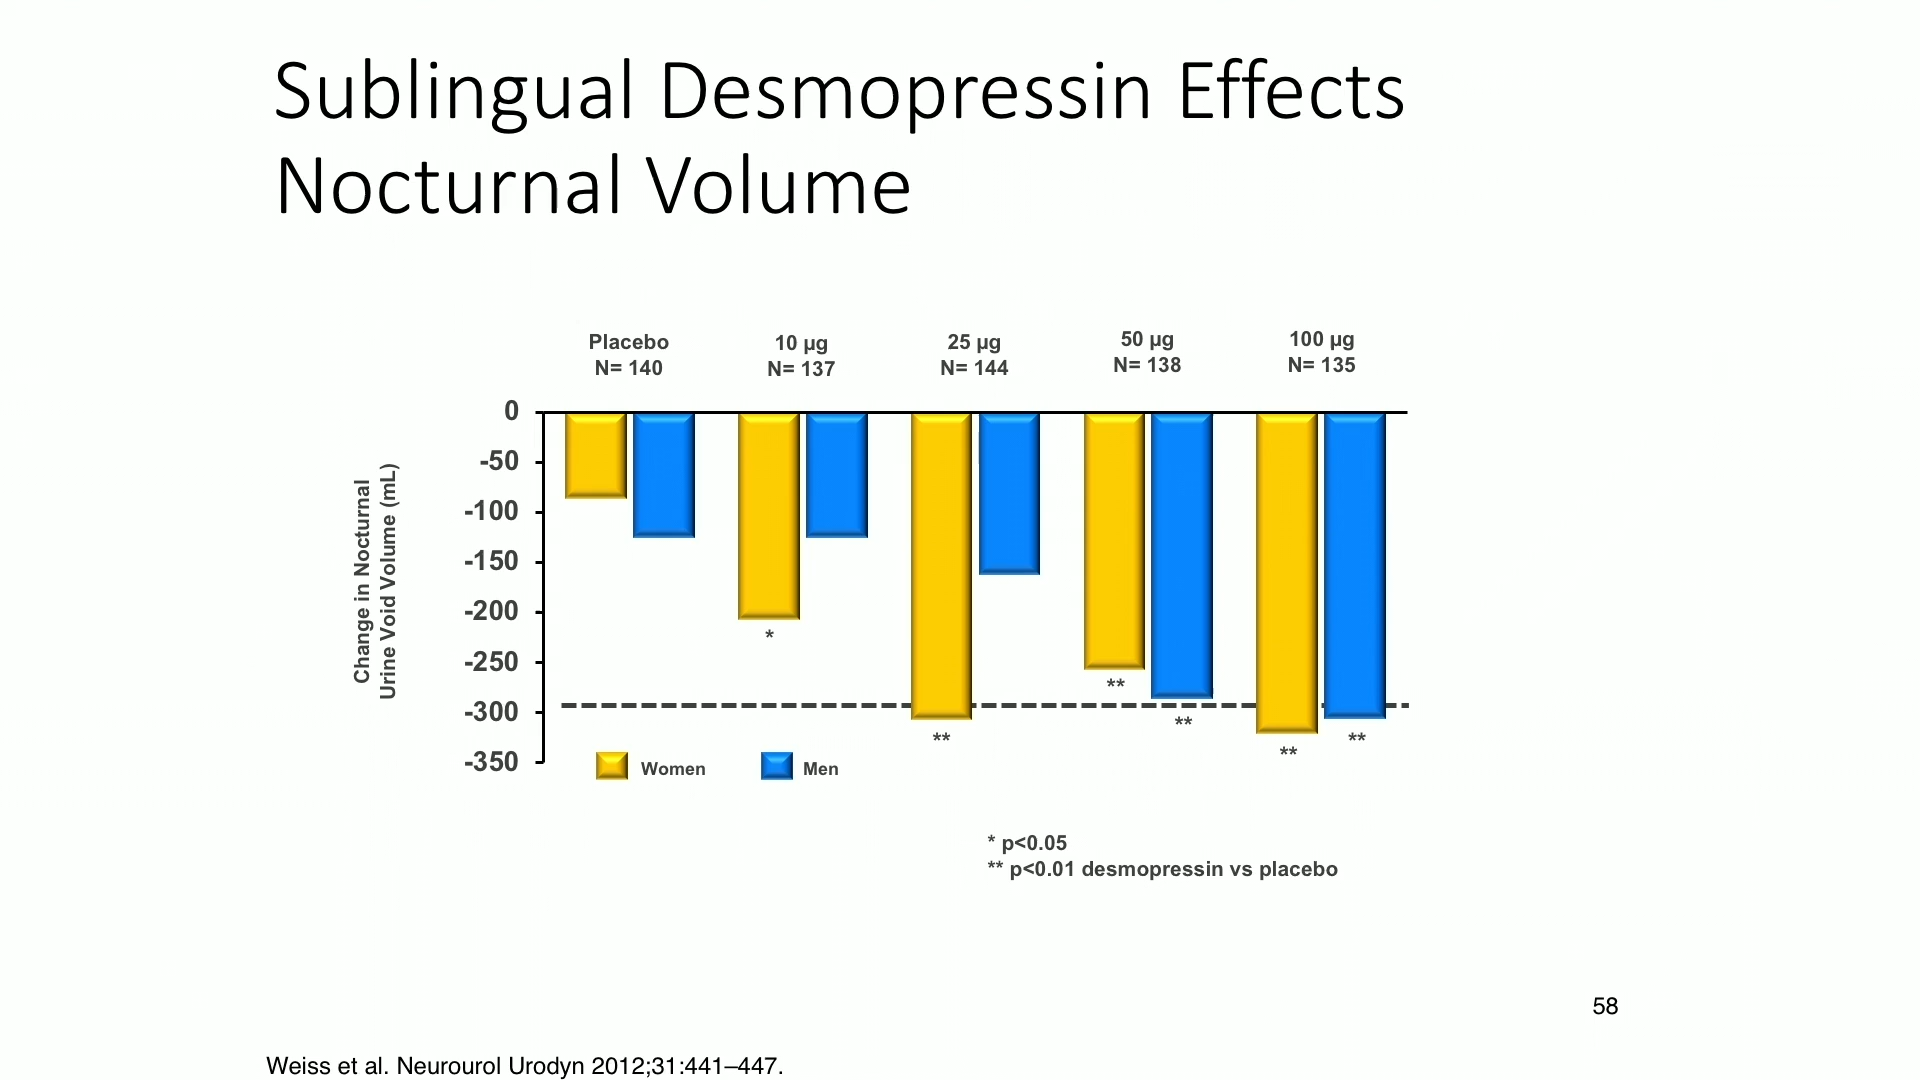 Sublingual Desmopressin Effects
Nocturnal Volume
Placebo
N= 140
10 µg
N= 137
25 µg
N= 144
50 µg
N= 138
100 µg
N= 135
Change in Nocturnal
Urine Void Volume (mL)
0
-50
-100
-150
-200
-250
-300
-350
*
**
**
**
**
**
Women
Men
* p<0.05
** p<0.01 desmopressin vs placebo
58
Weiss et al. Neurourol Urodyn 2012;31:441–447.